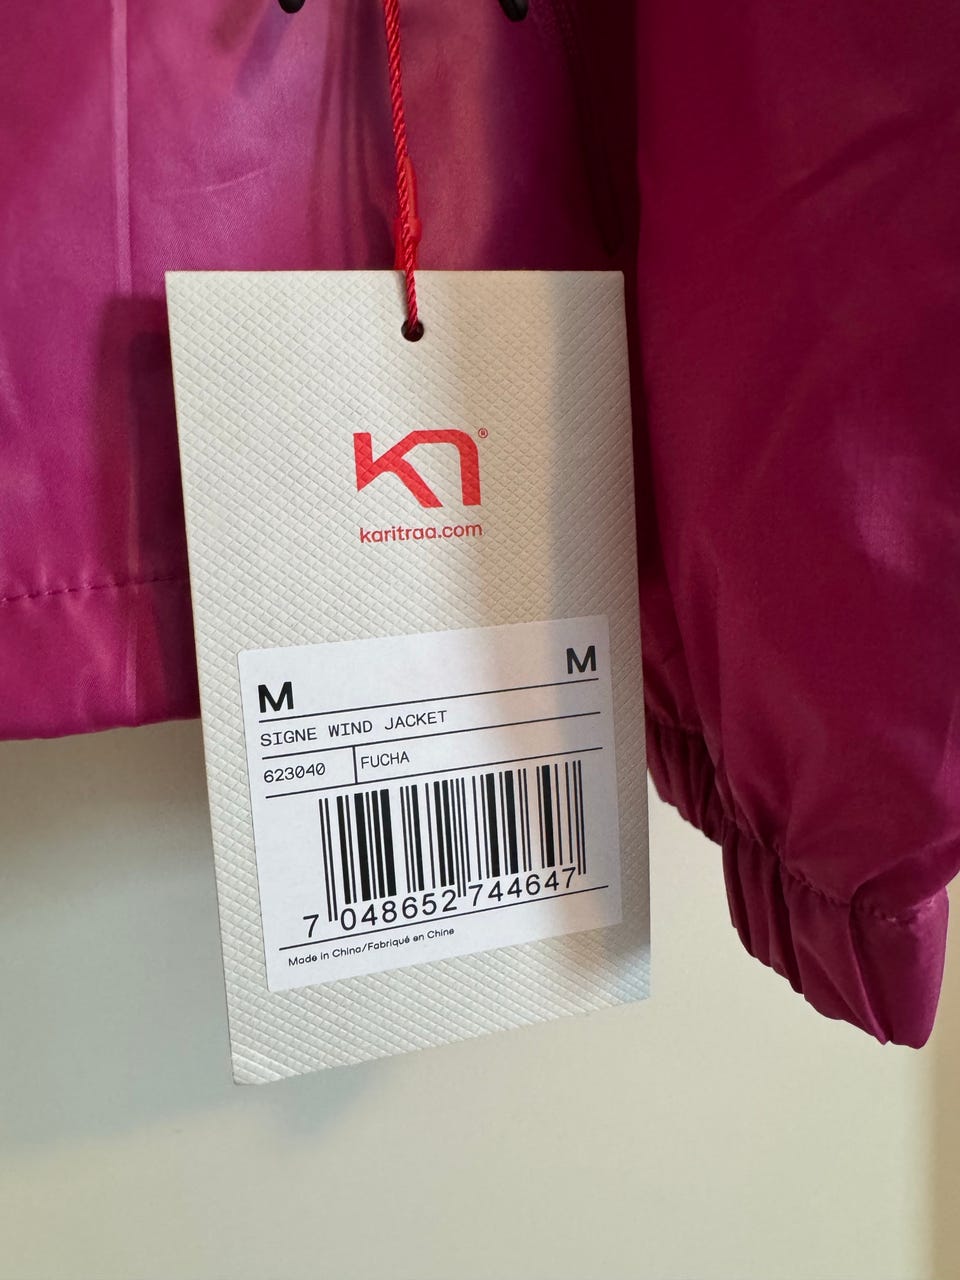 ®
karitraa.com
M M
SIGNE WIND JACKET
623040 FUCHA
7 048652 744647
Made in China/Fabriqué en Chine